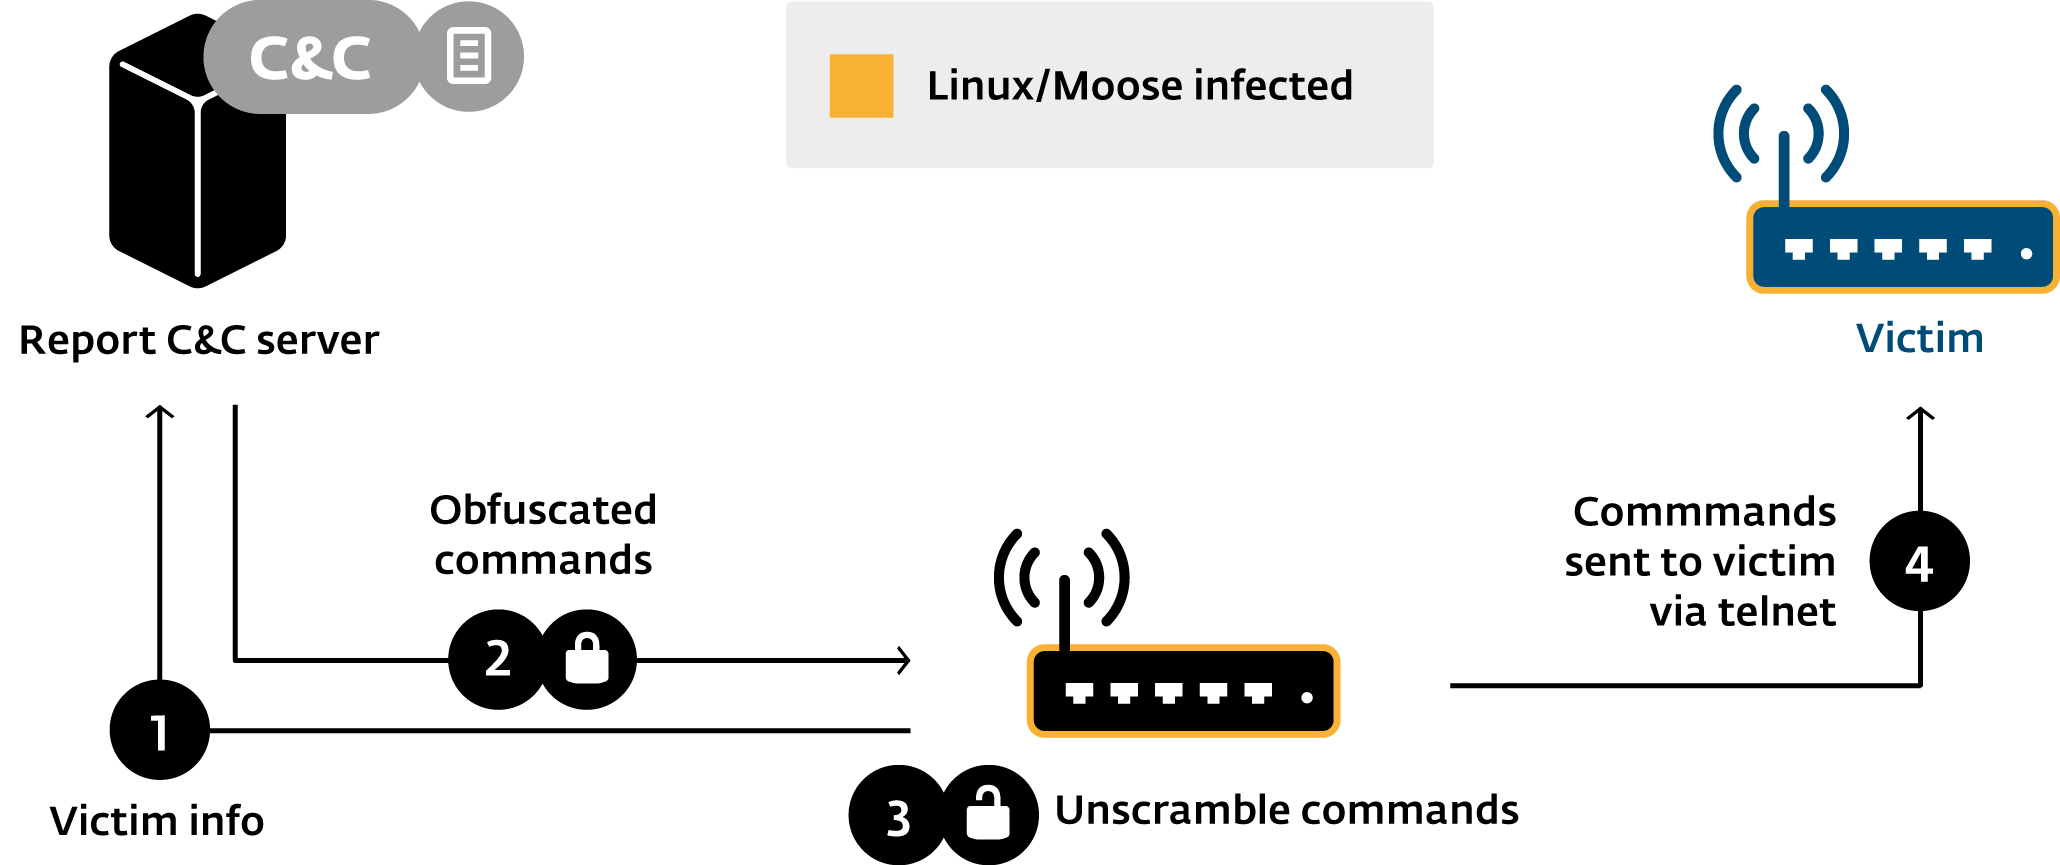 C&C
Linux/Moose infected
Report C&C server
Victim
Obfuscated
commands
2
Commmands
sent to victim
via telnet
4
1
Victim info
3
Unscramble commands